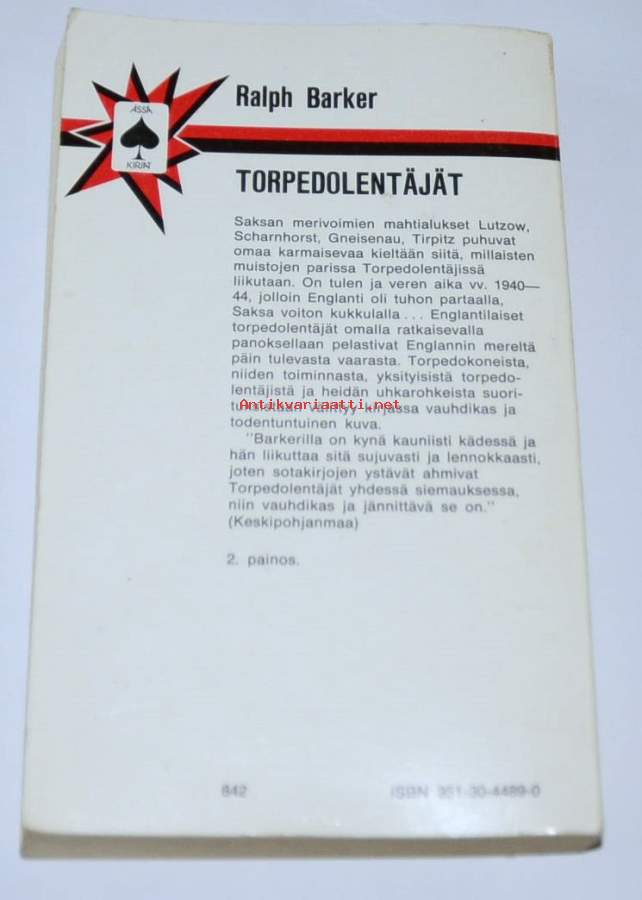 ÄSSÄ
KIRJAT
Ralph Barker
TORPEDOLENTÄJÄT
Saksan merivoimien mahtialukset Lutzow,
Scharnhorst, Gneisenau, Tirpitz puhuvat
omaa karmaisevaa kieltään siitä, millaisten
muistojen parissa Torpedolentäjissä
liikutaan. On tulen ja veren aika vv. 1940—
44, jolloin Englanti oli tuhon partaalla,
Saksa voiton kukkulalla... Englantilaiset
torpedolentäjät omalla ratkaisevalla
panoksellaan pelastivat Englannin mereltä
päin tulevasta vaarasta. Torpedokoneista,
niiden toiminnasta, yksityisistä torpedo-
lentäjistä ja heidän uhkarohkeista suori-
Antikvariaatti.net
välittyy kirjassa vauhdikas ja
todentuntuinen kuva.
"Barkerilla on kynä kauniisti kädessä ja
hän liikuttaa sitä sujuvasti ja lennokkaasti,
joten sotakirjojen ystävät ahmivat
Torpedolentäjät yhdessä siemauksessa,
niin vauhdikas ja jännittävä se on."
(Keskipohjanmaa)
2. painos.
842
ISBN 951-30-4489-0